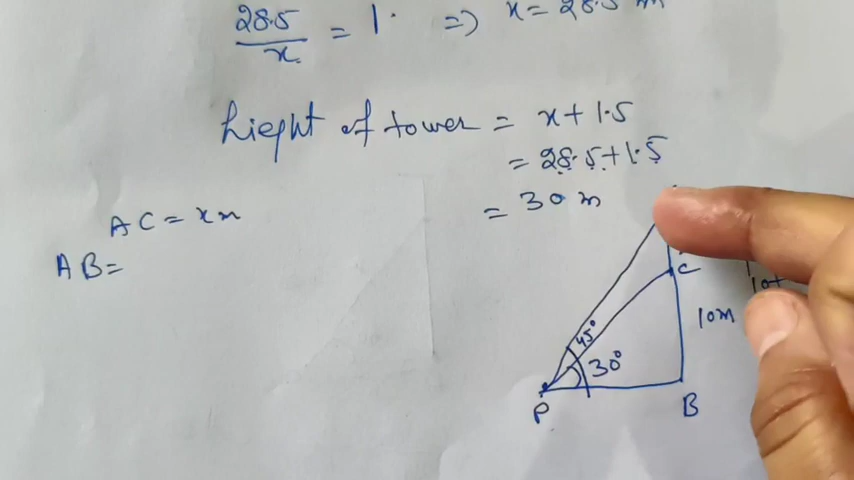 28.5/x = 1. => x = 28.5 m
hieght of tower = x + 1.5
= 28.5 + 1.5
= 30 m
AC = x m
AB =
C
10m
45°
30°
P
B